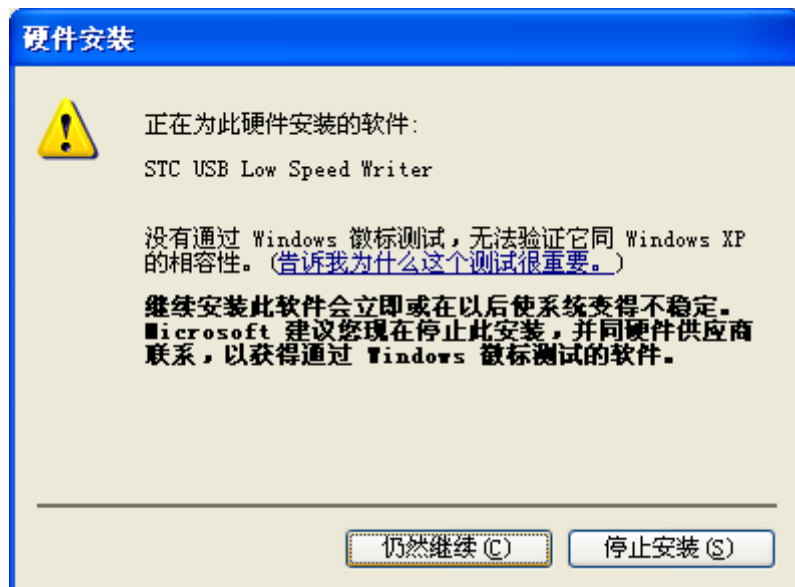 硬件安装
正在为此硬件安装的软件:
STC USB Low Speed Writer
没有通过 Windows 徽标测试，无法验证它同 Windows XP
的相容性。(告诉我为什么这个测试很重要。)
继续安装此软件会立即或在以后使系统变得不稳定。
Microsoft 建议您现在停止此安装，并同硬件供应商
联系，以获得通过 Windows 徽标测试的软件。
仍然继续(C)
停止安装(S)